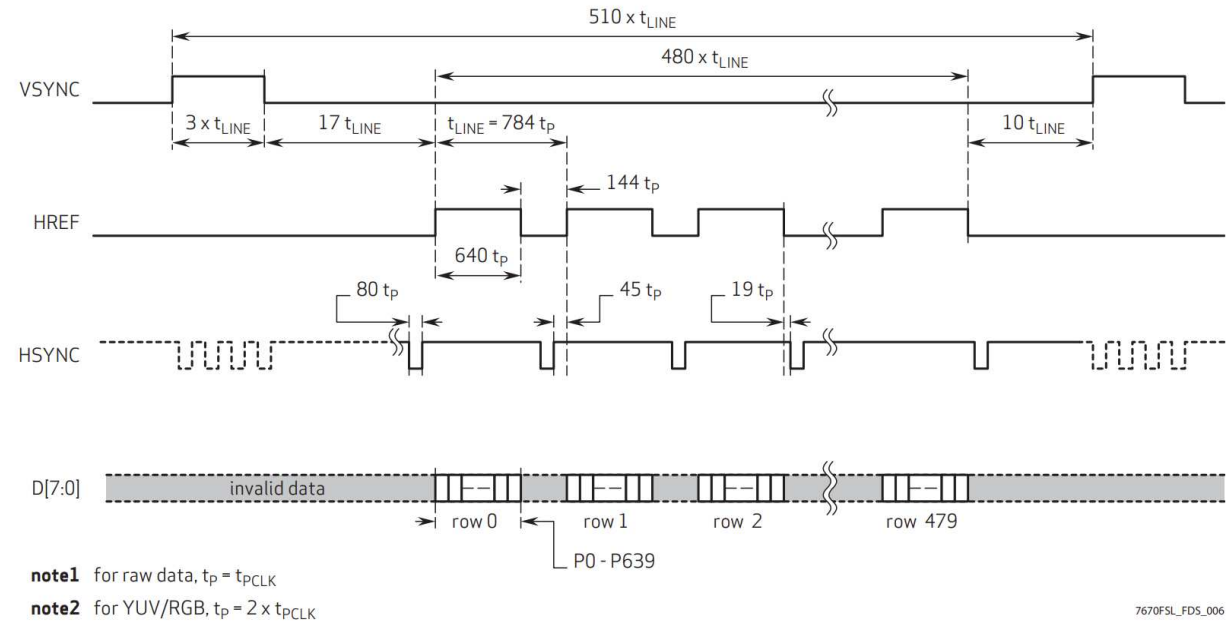 510 x tLINE
480 x tLINE
VSYNC
3 x tLINE
17 tLINE
tLINE = 784 tP
10 tLINE
144 tP
HREF
640 tP
80 tP
45 tP
19 tP
HSYNC
D[7:0]
invalid data
row 0
row 1
row 2
row 479
P0 - P639
note1 for raw data, tP = tPCLK
note2 for YUV/RGB, tP = 2 x tPCLK
7670FSL_FDS_006